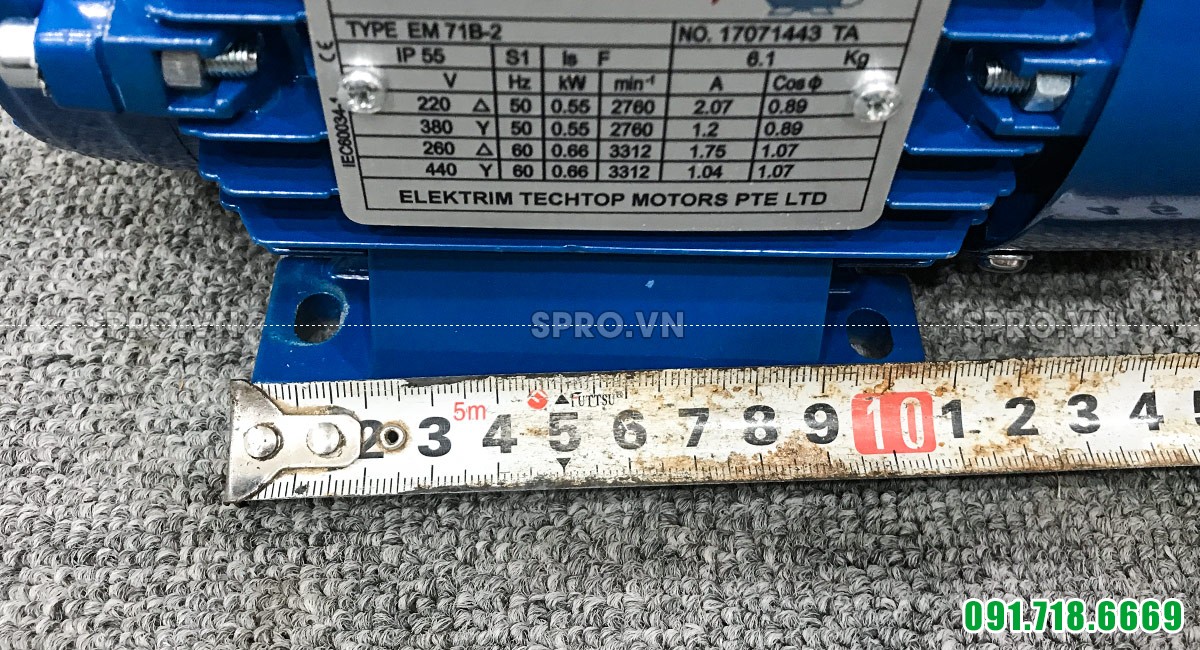 TYPE EM 71B-2 NO. 17071443 TA
IP 55 S1 Is F 6.1 Kg
V Hz kW min⁻¹ A Cos φ
220 Δ 50 0.55 2760 2.07 0.89
380 Y 50 0.55 2760 1.2 0.89
260 Δ 60 0.66 3312 1.75 1.07
440 Y 60 0.66 3312 1.04 1.07
ELEKTRIM TECHTOP MOTORS PTE LTD
CE
IEC60034-1
SPRO.VN SPRO.VN SPRO.VN
5m FUTTSU®
2 3 4 5 6 7 8 9 10 1 2 3 4
091.718.6669